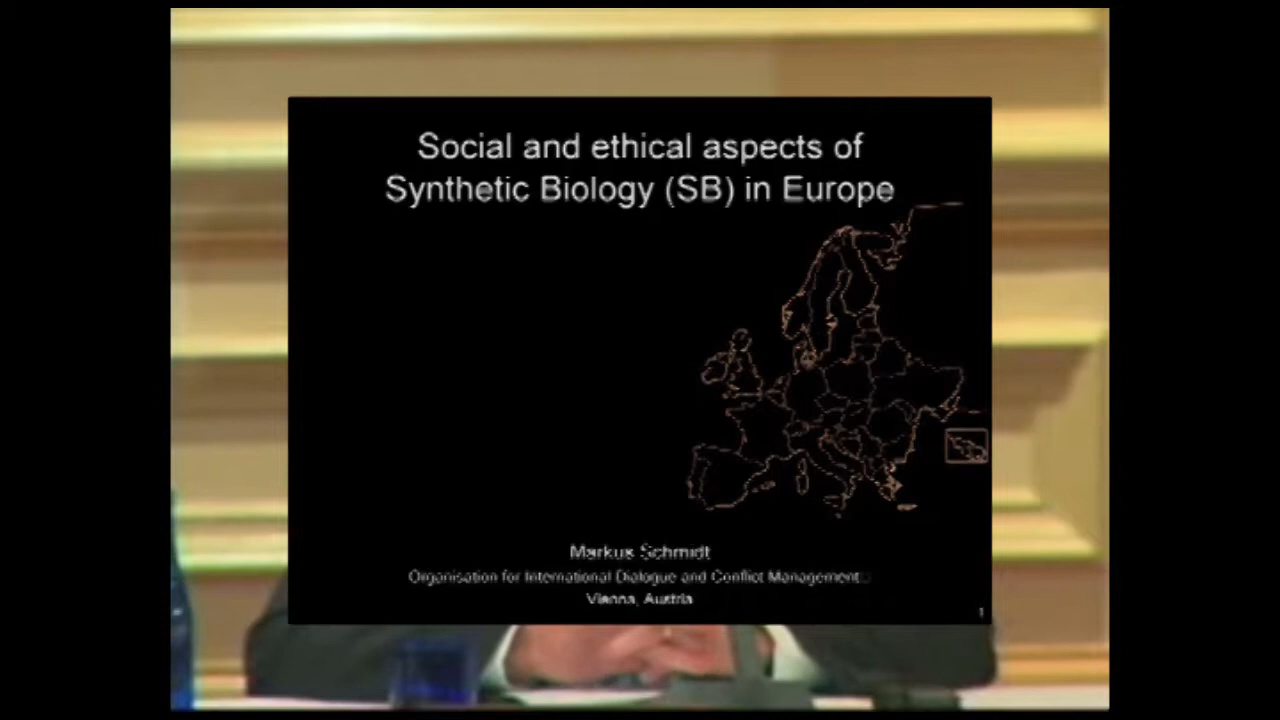 Social and ethical aspects of
Synthetic Biology (SB) in Europe
Markus Schmidt
Organisation for International Dialogue and Conflict Management
Vienna, Austria
1